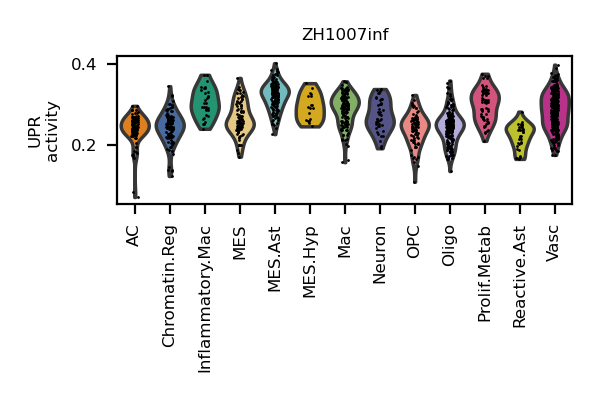 ZH1007inf
UPR
activity
0.4
0.2
AC
Chromatin.Reg
Inflammatory.Mac
MES
MES.Ast
MES.Hyp
Mac
Neuron
OPC
Oligo
Prolif.Metab
Reactive.Ast
Vasc